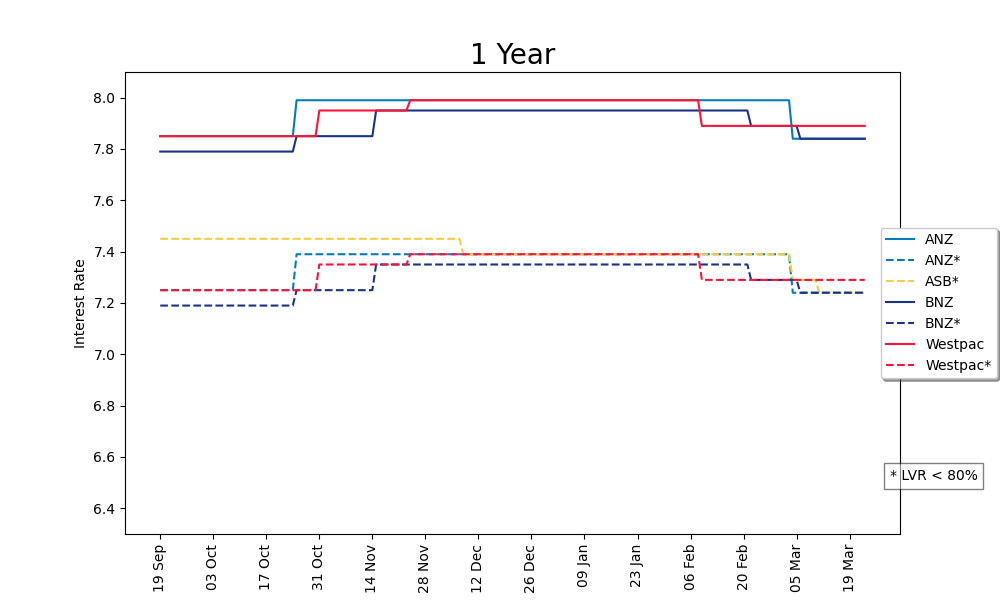 1 Year
Interest Rate
8.0
7.8
7.6
7.4
7.2
7.0
6.8
6.6
6.4
19 Sep
03 Oct
17 Oct
31 Oct
14 Nov
28 Nov
12 Dec
26 Dec
09 Jan
23 Jan
06 Feb
20 Feb
05 Mar
19 Mar
ANZ
ANZ*
ASB*
BNZ
BNZ*
Westpac
Westpac*
* LVR < 80%